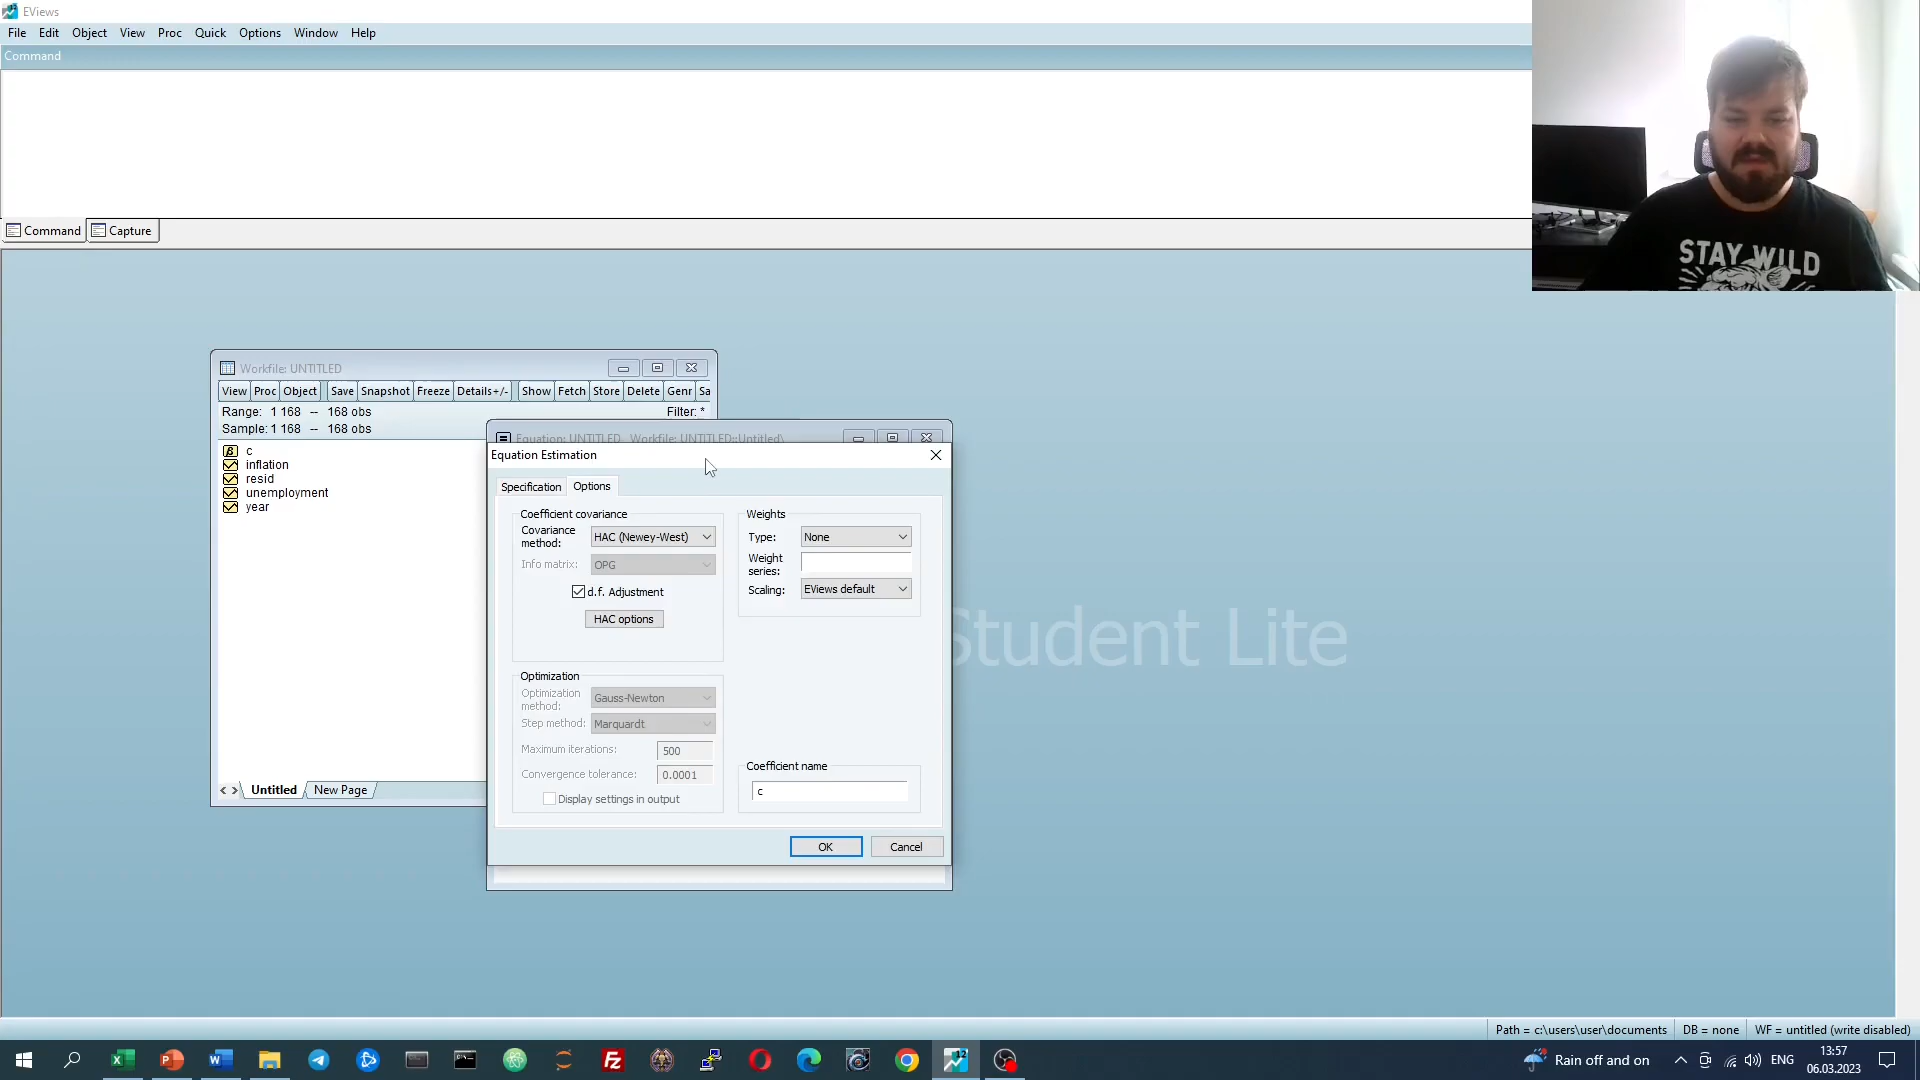 EViews
File Edit Object View Proc Quick Options Window Help
Command
Command Capture
STAY WILD
Workfile: UNTITLED
View Proc Object Save Snapshot Freeze Details+/- Show Fetch Store Delete Genr Sa
Range: 1 168 -- 168 obs Filter: *
Sample: 1 168 -- 168 obs
c
inflation
resid
unemployment
year
Untitled New Page
Equation: UNTITLED Workfile: UNTITLED::Untitled\
Equation Estimation
Specification Options
Coefficient covariance
Covariance method: HAC (Newey-West)
Info matrix: OPG
d.f. Adjustment
HAC options
Optimization
Optimization method: Gauss-Newton
Step method: Marquardt
Maximum iterations: 500
Convergence tolerance: 0.0001
Display settings in output
Weights
Type: None
Weight series:
Scaling: EViews default
Coefficient name
c
OK Cancel
Student Lite
Path = c:\users\user\documents DB = none WF = untitled (write disabled)
Rain off and on ENG 13:57
06.03.2023